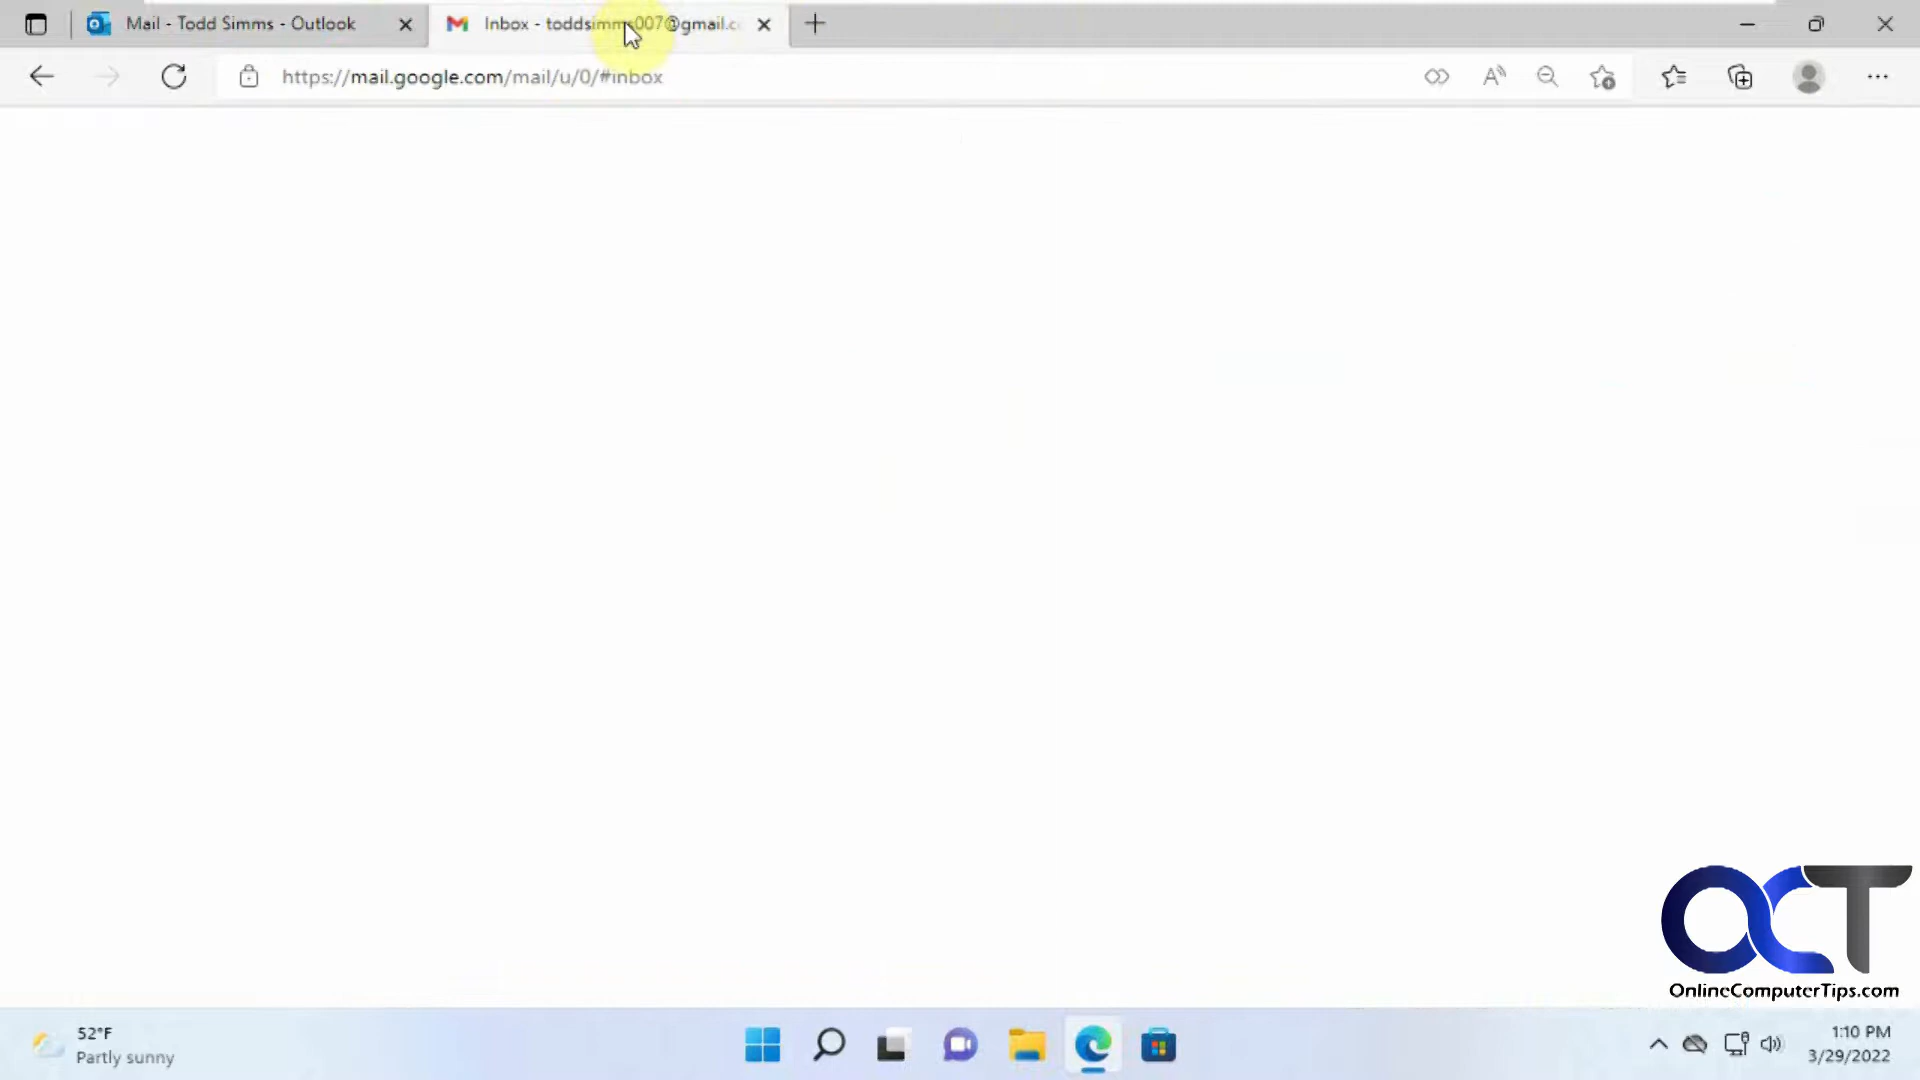 Mail - Todd Simms - Outlook
Inbox - toddsimms007@gmail.c
https://mail.google.com/mail/u/0/#inbox
OCT
OnlineComputerTips.com
52°F
Partly sunny
1:10 PM
3/29/2022